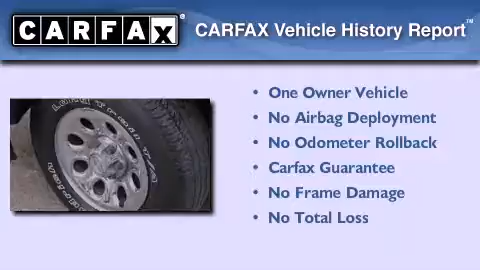 CARFAX®
CARFAX Vehicle History Report™
• One Owner Vehicle
• No Airbag Deployment
• No Odometer Rollback
• Carfax Guarantee
• No Frame Damage
• No Total Loss